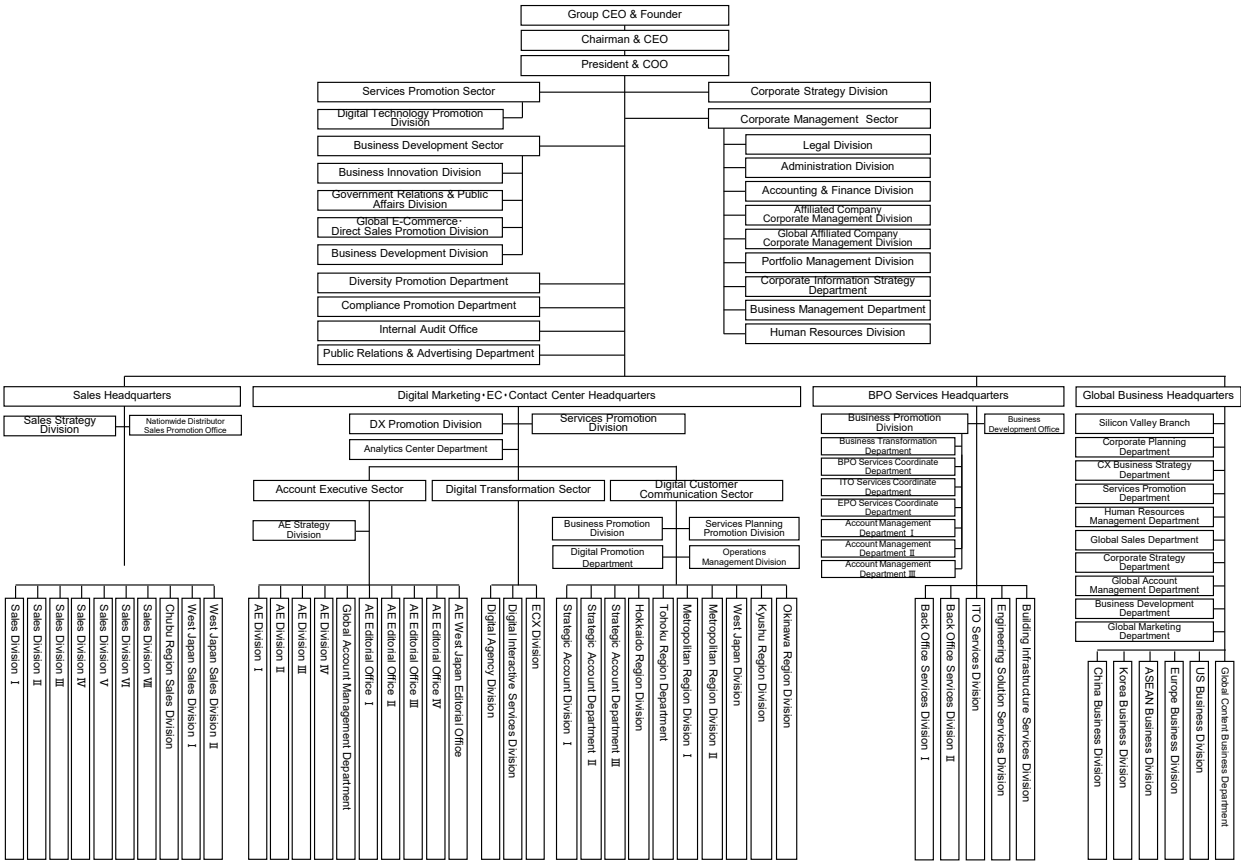 Group CEO & Founder
Chairman & CEO
President & COO
Services Promotion Sector
Corporate Strategy Division
Digital Technology Promotion
Division
Corporate Management Sector
Business Development Sector
Legal Division
Business Innovation Division
Administration Division
Government Relations & Public
Affairs Division
Accounting & Finance Division
Global E-Commerce・
Direct Sales Promotion Division
Affiliated Company
Corporate Management Division
Business Development Division
Global Affiliated Company
Corporate Management Division
Portfolio Management Division
Diversity Promotion Department
Corporate Information Strategy
Department
Compliance Promotion Department
Business Management Department
Internal Audit Office
Human Resources Division
Public Relations & Advertising Department
Sales Headquarters
Sales Strategy
Division
Nationwide Distributor
Sales Promotion Office
Sales Division Ⅰ
Sales Division Ⅱ
Sales Division Ⅲ
Sales Division Ⅳ
Sales Division Ⅴ
Sales Division Ⅵ
Sales Division Ⅶ
Chubu Region Sales Division
West Japan Sales Division Ⅰ
West Japan Sales Division Ⅱ
Digital Marketing・EC・Contact Center Headquarters
DX Promotion Division
Services Promotion
Division
Analytics Center Department
Account Executive Sector
Digital Transformation Sector
Digital Customer
Communication Sector
AE Strategy
Division
Business Promotion
Division
Services Planning
Promotion Division
Digital Promotion
Department
Operations
Management Division
AE Division Ⅰ
AE Division Ⅱ
AE Division Ⅲ
AE Division Ⅳ
Global Account Management Department
AE Editorial Office Ⅰ
AE Editorial Office Ⅱ
AE Editorial Office Ⅲ
AE Editorial Office Ⅳ
AE West Japan Editorial Office
Digital Agency Division
Digital Interactive Services Division
ECX Division
Strategic Account Division Ⅰ
Strategic Account Department Ⅱ
Strategic Account Department Ⅲ
Hokkaido Region Division
Tohoku Region Department
Metropolitan Region Division Ⅰ
Metropolitan Region Division Ⅱ
West Japan Division
Kyushu Region Division
Okinawa Region Division
BPO Services Headquarters
Business Promotion
Division
Business
Development Office
Business Transformation
Department
BPO Services Coordinate
Department
ITO Services Coordinate
Department
EPO Services Coordinate
Department
Account Management
Department Ⅰ
Account Management
Department Ⅱ
Account Management
Department Ⅲ
Back Office Services Division Ⅰ
Back Office Services Division Ⅱ
ITO Services Division
Engineering Solution Services Division
Building Infrastructure Services Division
Global Business Headquarters
Silicon Valley Branch
Corporate Planning
Department
CX Business Strategy
Department
Services Promotion
Department
Human Resources
Management Department
Global Sales Department
Corporate Strategy
Department
Global Account
Management Department
Business Development
Department
Global Marketing
Department
China Business Division
Korea Business Division
ASEAN Business Division
Europe Business Division
US Business Division
Global Content Business Department